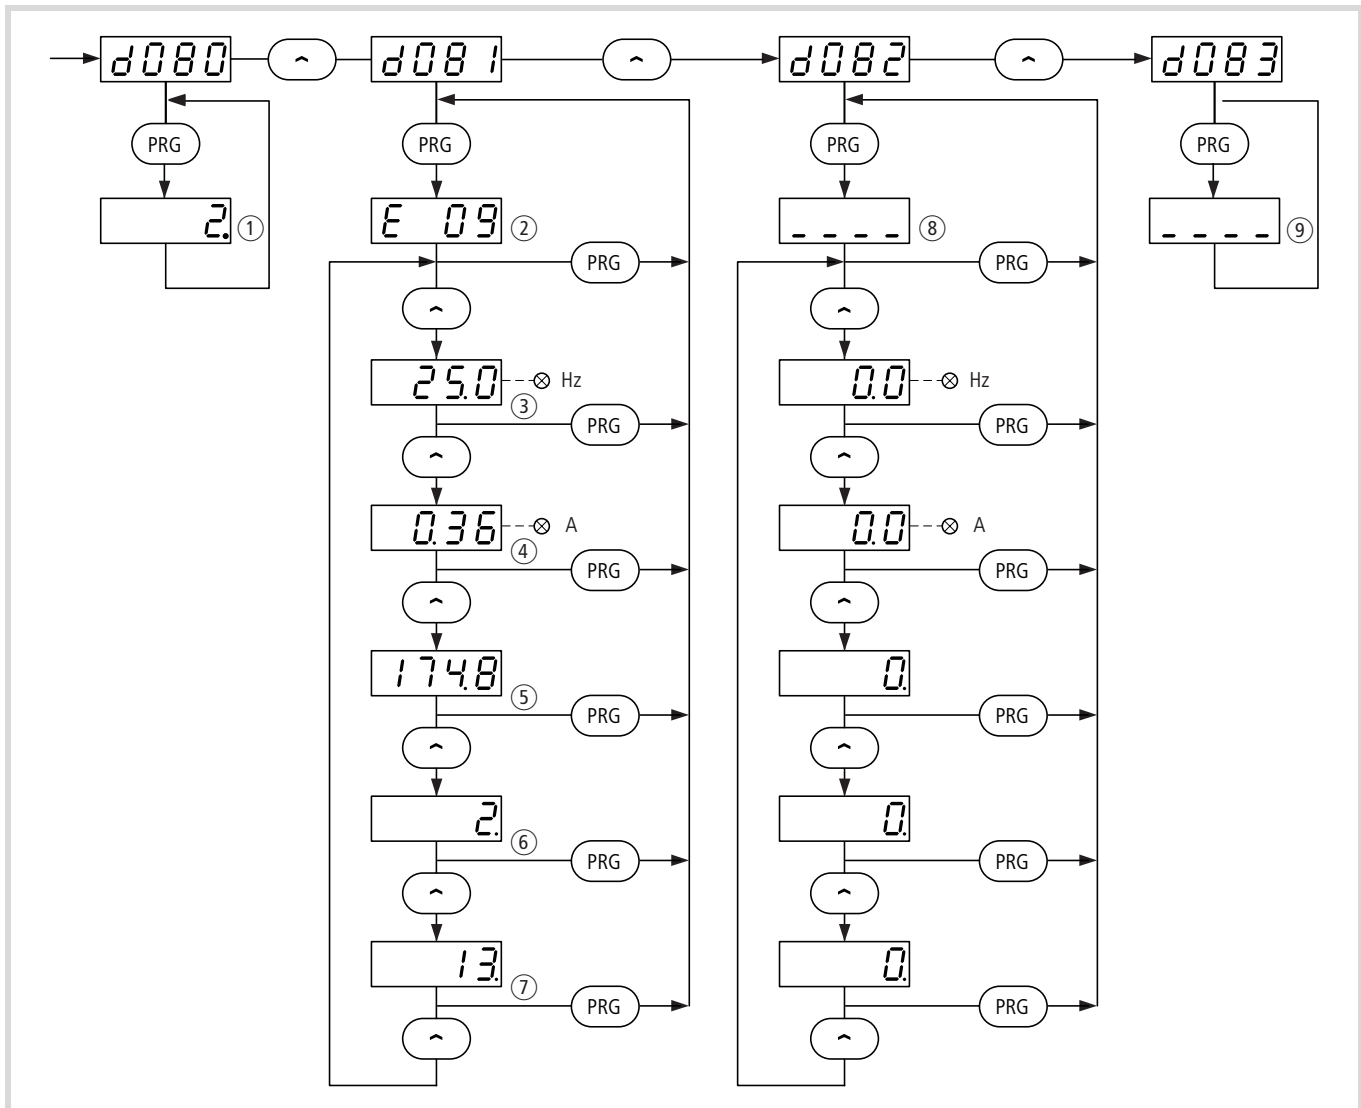 d080 d081 d082 d083
PRG PRG PRG PRG
2. ① E 09 ② _ _ _ _ ⑧ _ _ _ _ ⑨
PRG PRG
25.0 Hz 0.0 Hz
③
PRG PRG
0.36 A 0.0 A
④
PRG PRG
174.8 0.
⑤
PRG PRG
2. 0.
⑥
PRG PRG
13. 0.
⑦
PRG PRG